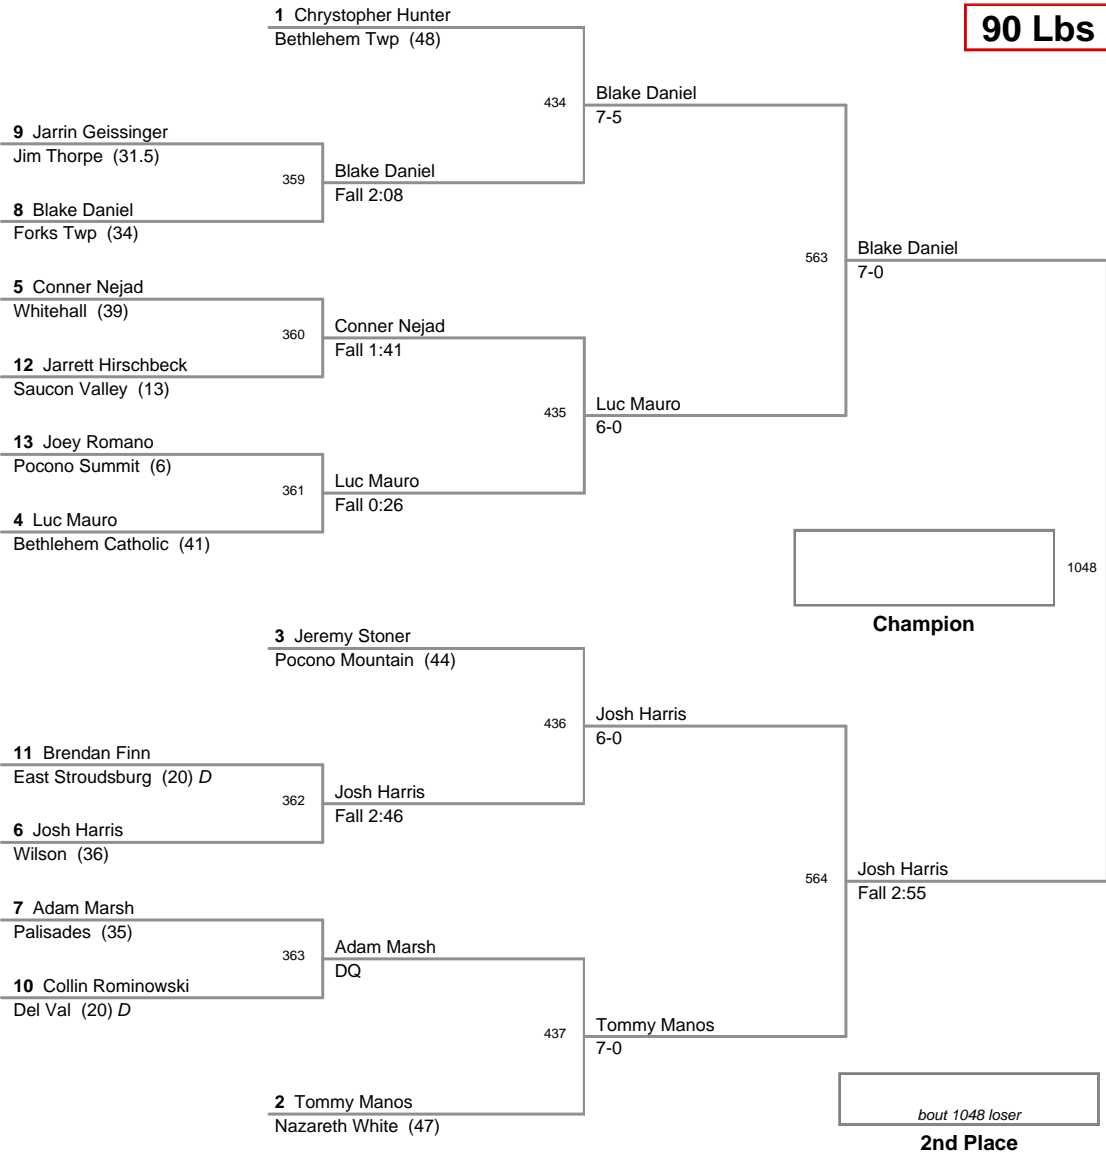 90 Lbs
1 Chrystopher Hunter
Bethlehem Twp (48)
434
Blake Daniel
7-5
9 Jarrin Geissinger
Jim Thorpe (31.5)
359
Blake Daniel
Fall 2:08
8 Blake Daniel
Forks Twp (34)
563
Blake Daniel
7-0
5 Conner Nejad
Whitehall (39)
360
Conner Nejad
Fall 1:41
12 Jarrett Hirschbeck
Saucon Valley (13)
435
Luc Mauro
6-0
13 Joey Romano
Pocono Summit (6)
361
Luc Mauro
Fall 0:26
4 Luc Mauro
Bethlehem Catholic (41)
1048
Champion
3 Jeremy Stoner
Pocono Mountain (44)
436
Josh Harris
6-0
11 Brendan Finn
East Stroudsburg (20) D
362
Josh Harris
Fall 2:46
6 Josh Harris
Wilson (36)
564
Josh Harris
Fall 2:55
7 Adam Marsh
Palisades (35)
363
Adam Marsh
DQ
10 Collin Rominowski
Del Val (20) D
437
Tommy Manos
7-0
2 Tommy Manos
Nazareth White (47)
bout 1048 loser
2nd Place